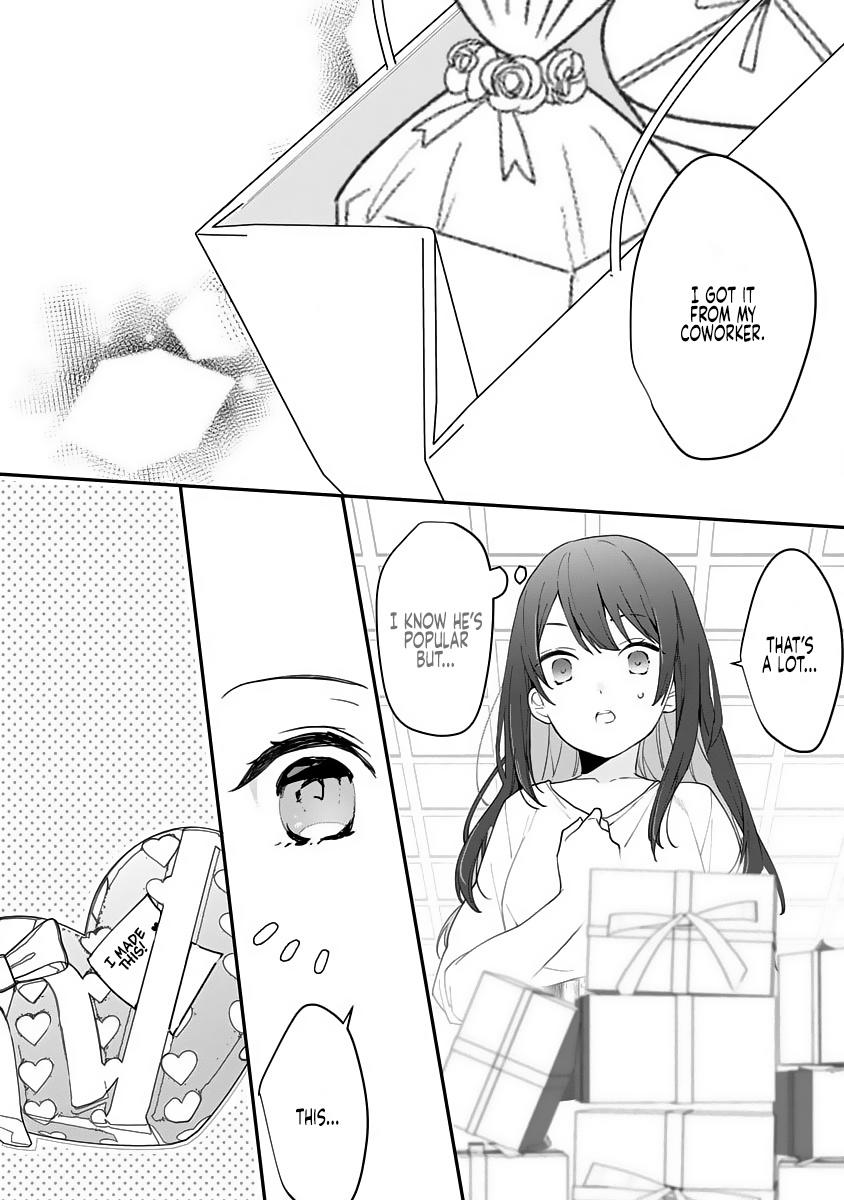 I GOT IT
FROM MY
COWORKER.
THAT'S
A LOT...
I KNOW HE'S
POPULAR
BUT...
THIS...
I MADE
THIS!